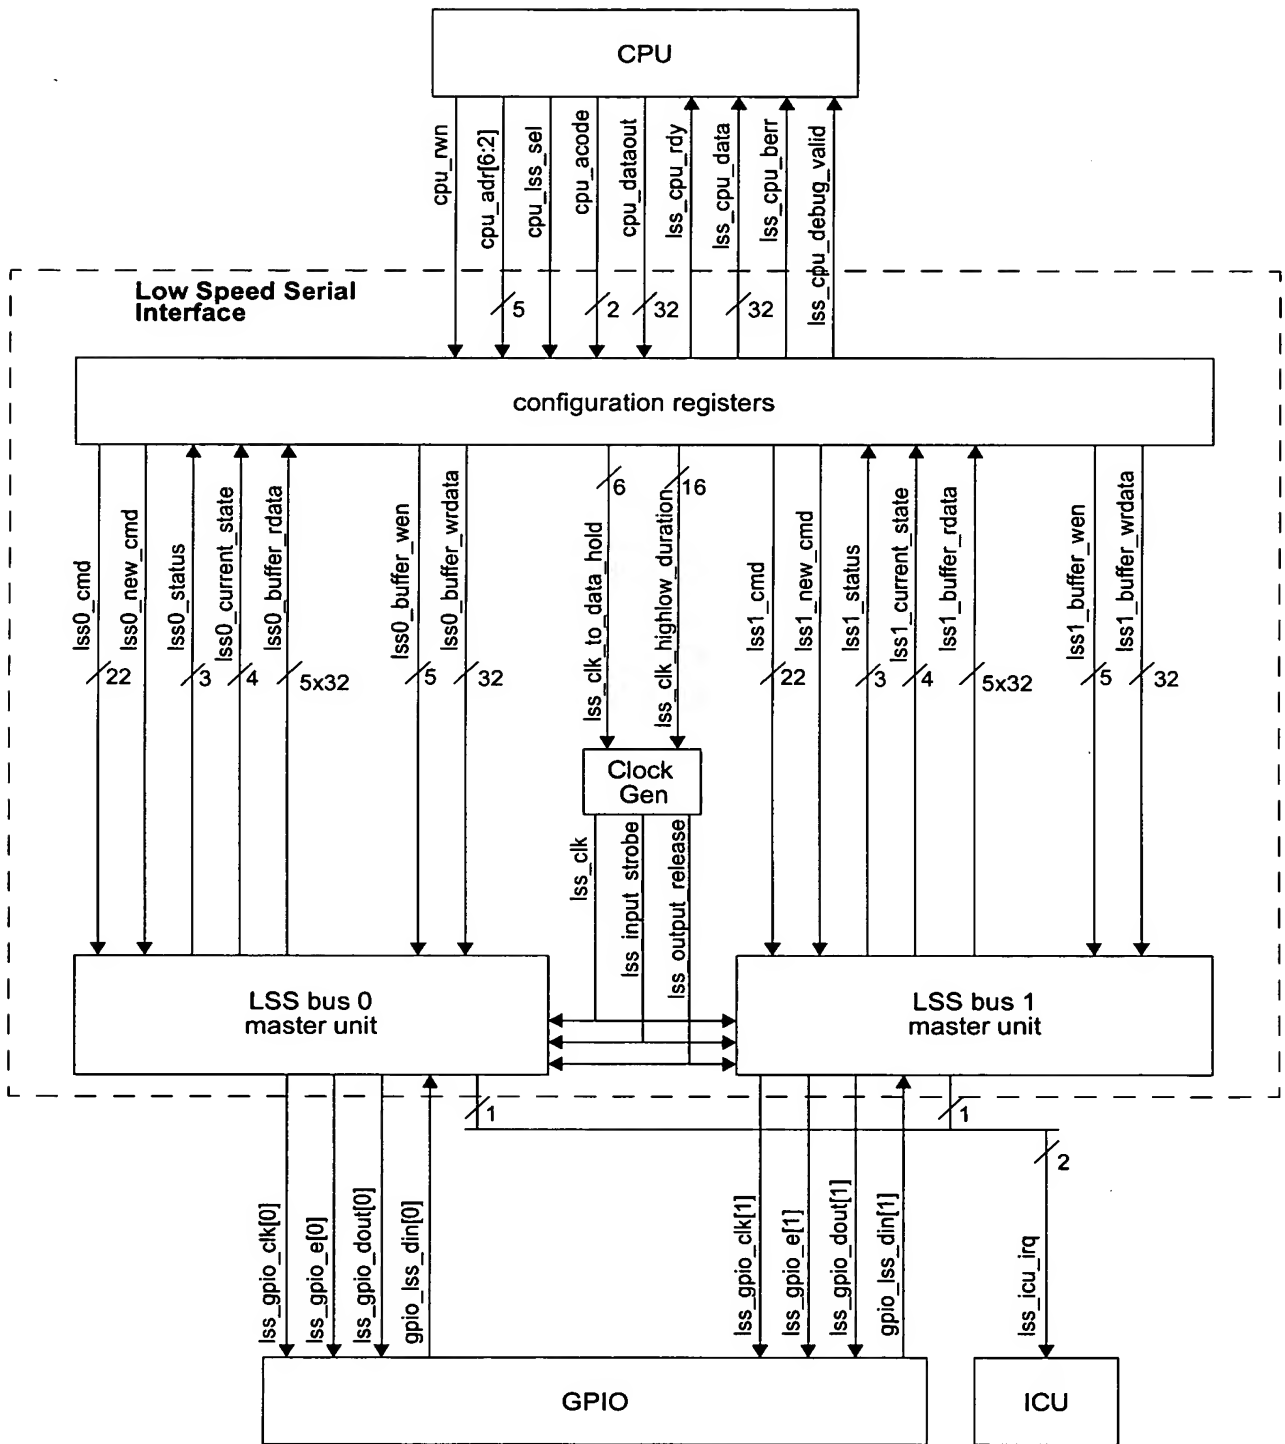 CPU
cpu_rwn
cpu_adr[6:2]
cpu_lss_sel
cpu_acode
cpu_dataout
lss_cpu_rdy
lss_cpu_data
lss_cpu_berr
lss_cpu_debug_valid
Low Speed Serial
Interface
5
2
32
32
configuration registers
lss0_cmd
lss0_new_cmd
lss0_status
lss0_current_state
lss0_buffer_rdata
lss0_buffer_wen
lss0_buffer_wrdata
lss_clk_to_data_hold
lss_clk_highlow_duration
lss1_cmd
lss1_new_cmd
lss1_status
lss1_current_state
lss1_buffer_rdata
lss1_buffer_wen
lss1_buffer_wrdata
6
16
22
3
4
5x32
5
32
22
3
4
5x32
5
32
Clock
Gen
lss_clk
lss_input_strobe
lss_output_release
LSS bus 0
master unit
LSS bus 1
master unit
1
1
2
lss_gpio_clk[0]
lss_gpio_e[0]
lss_gpio_dout[0]
gpio_lss_din[0]
lss_gpio_clk[1]
lss_gpio_e[1]
lss_gpio_dout[1]
gpio_lss_din[1]
lss_icu_irq
GPIO
ICU